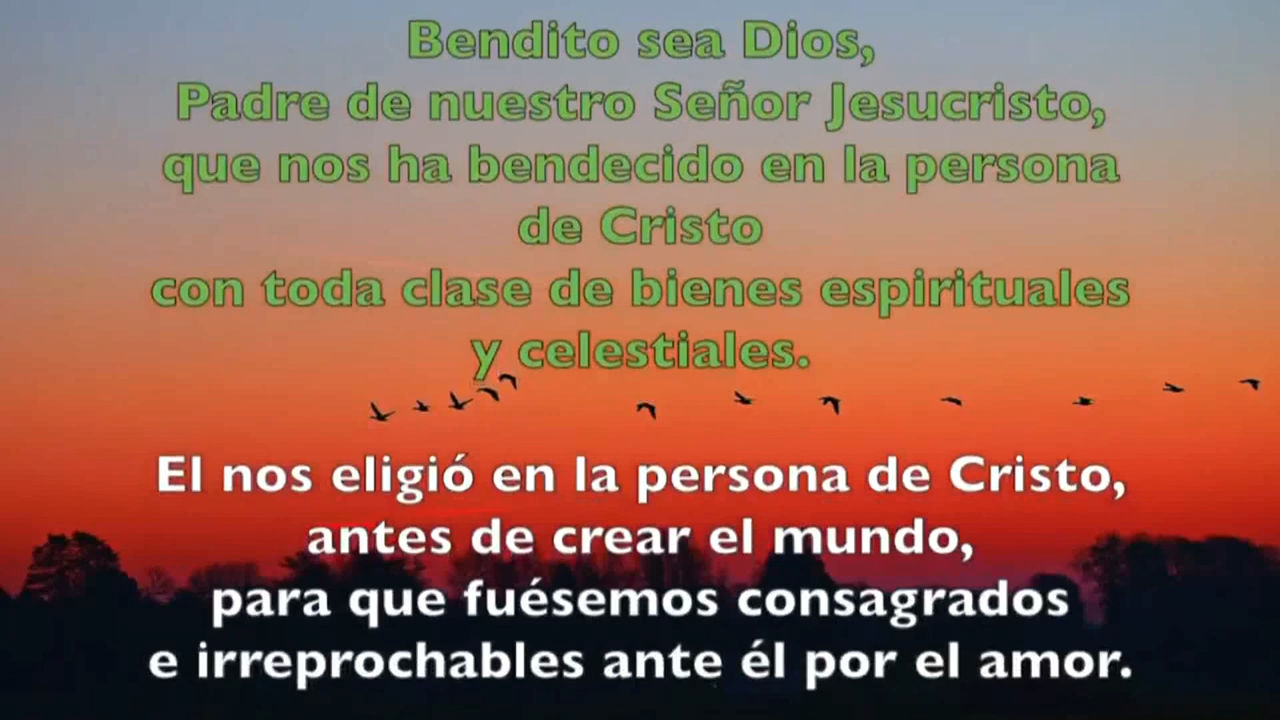 Bendito sea Dios,
Padre de nuestro Señor Jesucristo,
que nos ha bendecido en la persona
de Cristo
con toda clase de bienes espirituales
y celestiales.
El nos eligió en la persona de Cristo,
antes de crear el mundo,
para que fuésemos consagrados
e irreprochables ante él por el amor.